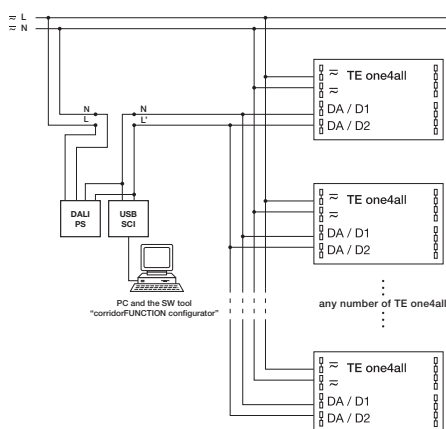 ≂ L
≂ N
N
L
N
L'
DALI
PS
USB
SCI
PC and the SW tool
"corridorFUNCTION configurator"
≂ TE one4all
≂
DA / D1
DA / D2
≂ TE one4all
≂
DA / D1
DA / D2
any number of TE one4all
≂ TE one4all
≂
DA / D1
DA / D2